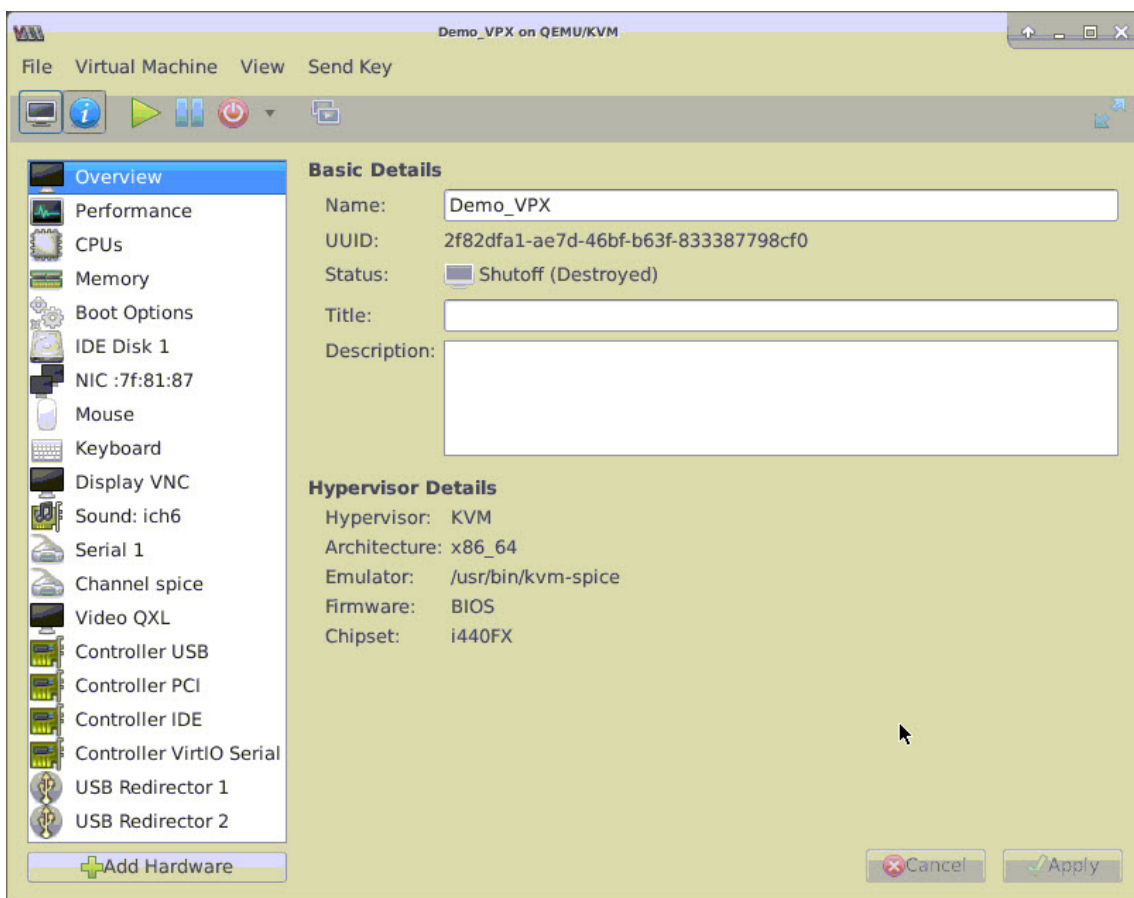 Demo_VPX on QEMU/KVM
File Virtual Machine View Send Key
Overview
Performance
CPUs
Memory
Boot Options
IDE Disk 1
NIC :7f:81:87
Mouse
Keyboard
Display VNC
Sound: ich6
Serial 1
Channel spice
Video QXL
Controller USB
Controller PCI
Controller IDE
Controller VirtIO Serial
USB Redirector 1
USB Redirector 2
Add Hardware
Basic Details
Name: Demo_VPX
UUID: 2f82dfa1-ae7d-46bf-b63f-833387798cf0
Status: Shutoff (Destroyed)
Title:
Description:
Hypervisor Details
Hypervisor: KVM
Architecture: x86_64
Emulator: /usr/bin/kvm-spice
Firmware: BIOS
Chipset: i440FX
Cancel Apply